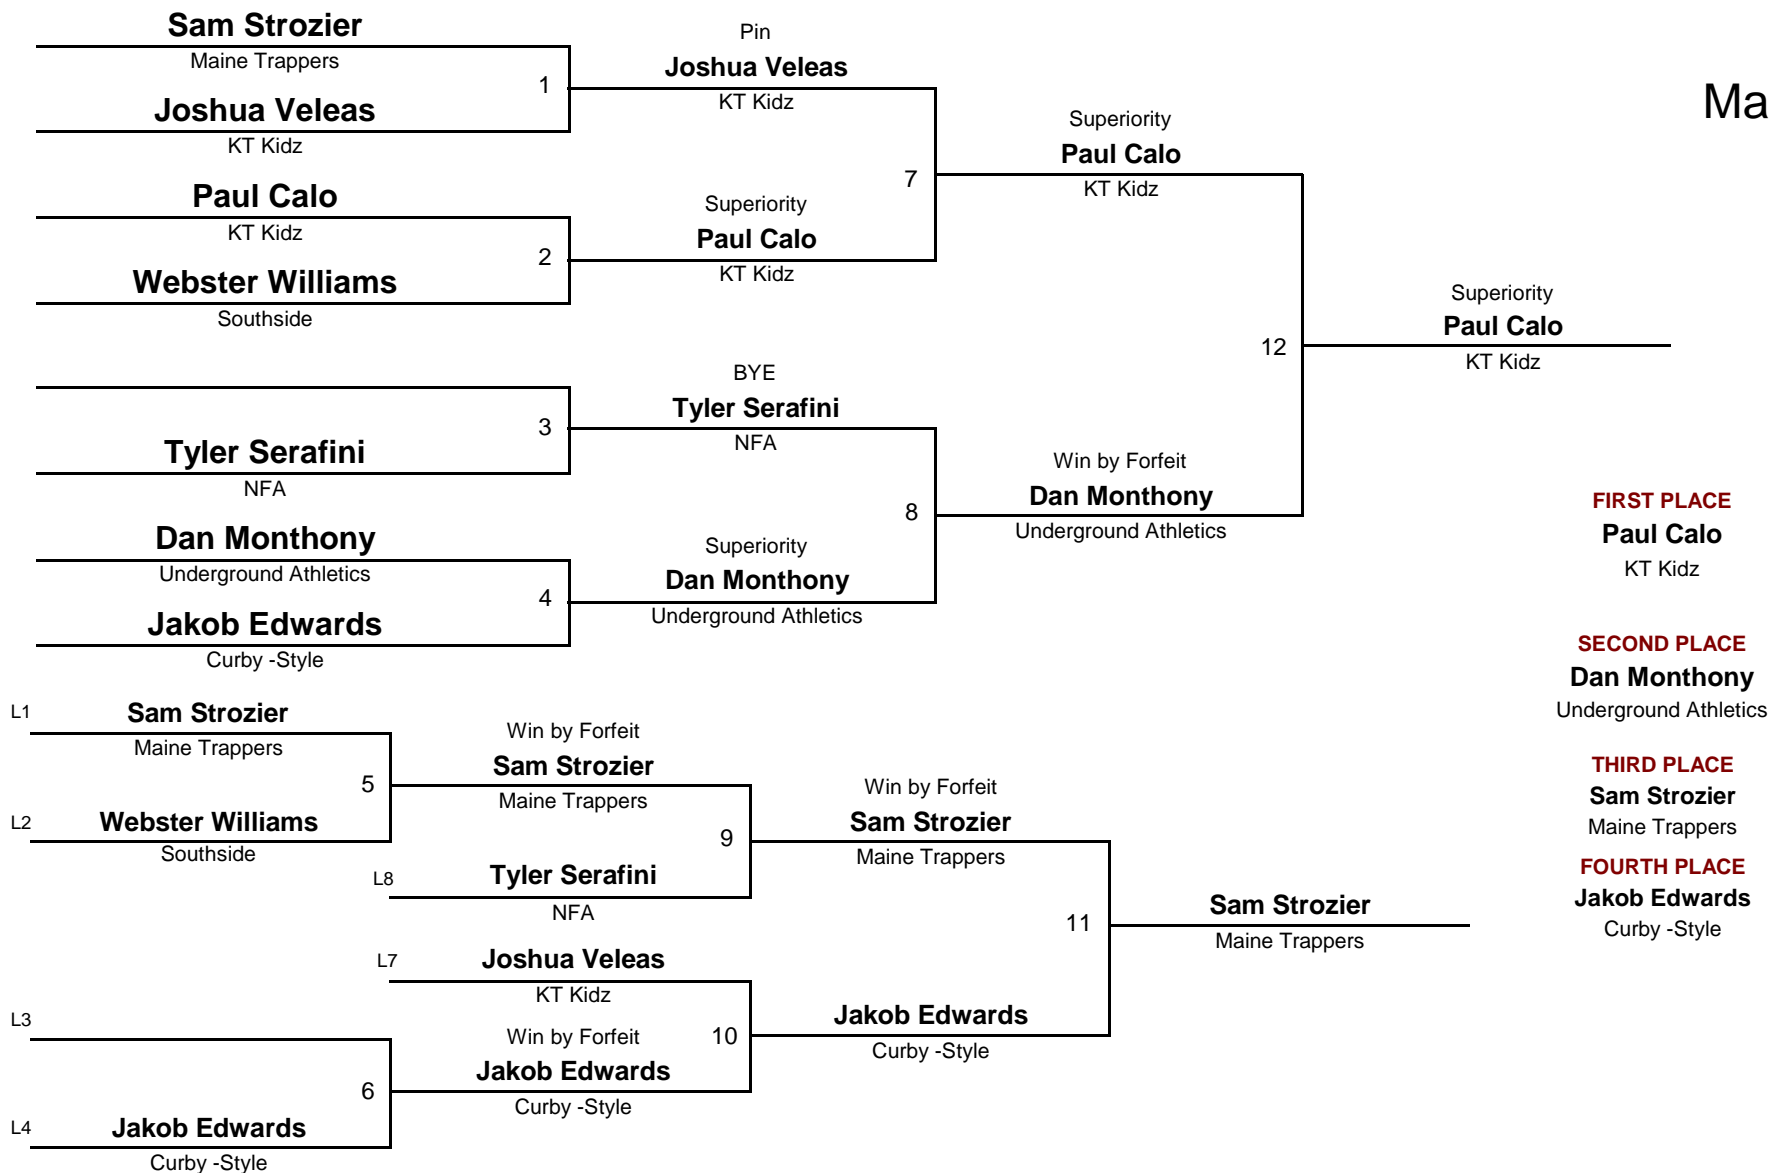 Sam Strozier
Maine Trappers
1
Joshua Veleas
KT Kidz
Paul Calo
KT Kidz
2
Webster Williams
Southside
3
Tyler Serafini
NFA
Dan Monthony
Underground Athletics
4
Jakob Edwards
Curby -Style
Pin
Joshua Veleas
KT Kidz
7
Superiority
Paul Calo
KT Kidz
BYE
Tyler Serafini
NFA
8
Superiority
Dan Monthony
Underground Athletics
Superiority
Paul Calo
KT Kidz
12
Win by Forfeit
Dan Monthony
Underground Athletics
Superiority
Paul Calo
KT Kidz
Ma
FIRST PLACE
Paul Calo
KT Kidz
SECOND PLACE
Dan Monthony
Underground Athletics
THIRD PLACE
Sam Strozier
Maine Trappers
FOURTH PLACE
Jakob Edwards
Curby -Style
L1
Sam Strozier
Maine Trappers
5
L2
Webster Williams
Southside
L3
6
L4
Jakob Edwards
Curby -Style
Win by Forfeit
Sam Strozier
Maine Trappers
9
L8
Tyler Serafini
NFA
L7
Joshua Veleas
KT Kidz
10
Win by Forfeit
Jakob Edwards
Curby -Style
Win by Forfeit
Sam Strozier
Maine Trappers
11
Jakob Edwards
Curby -Style
Sam Strozier
Maine Trappers